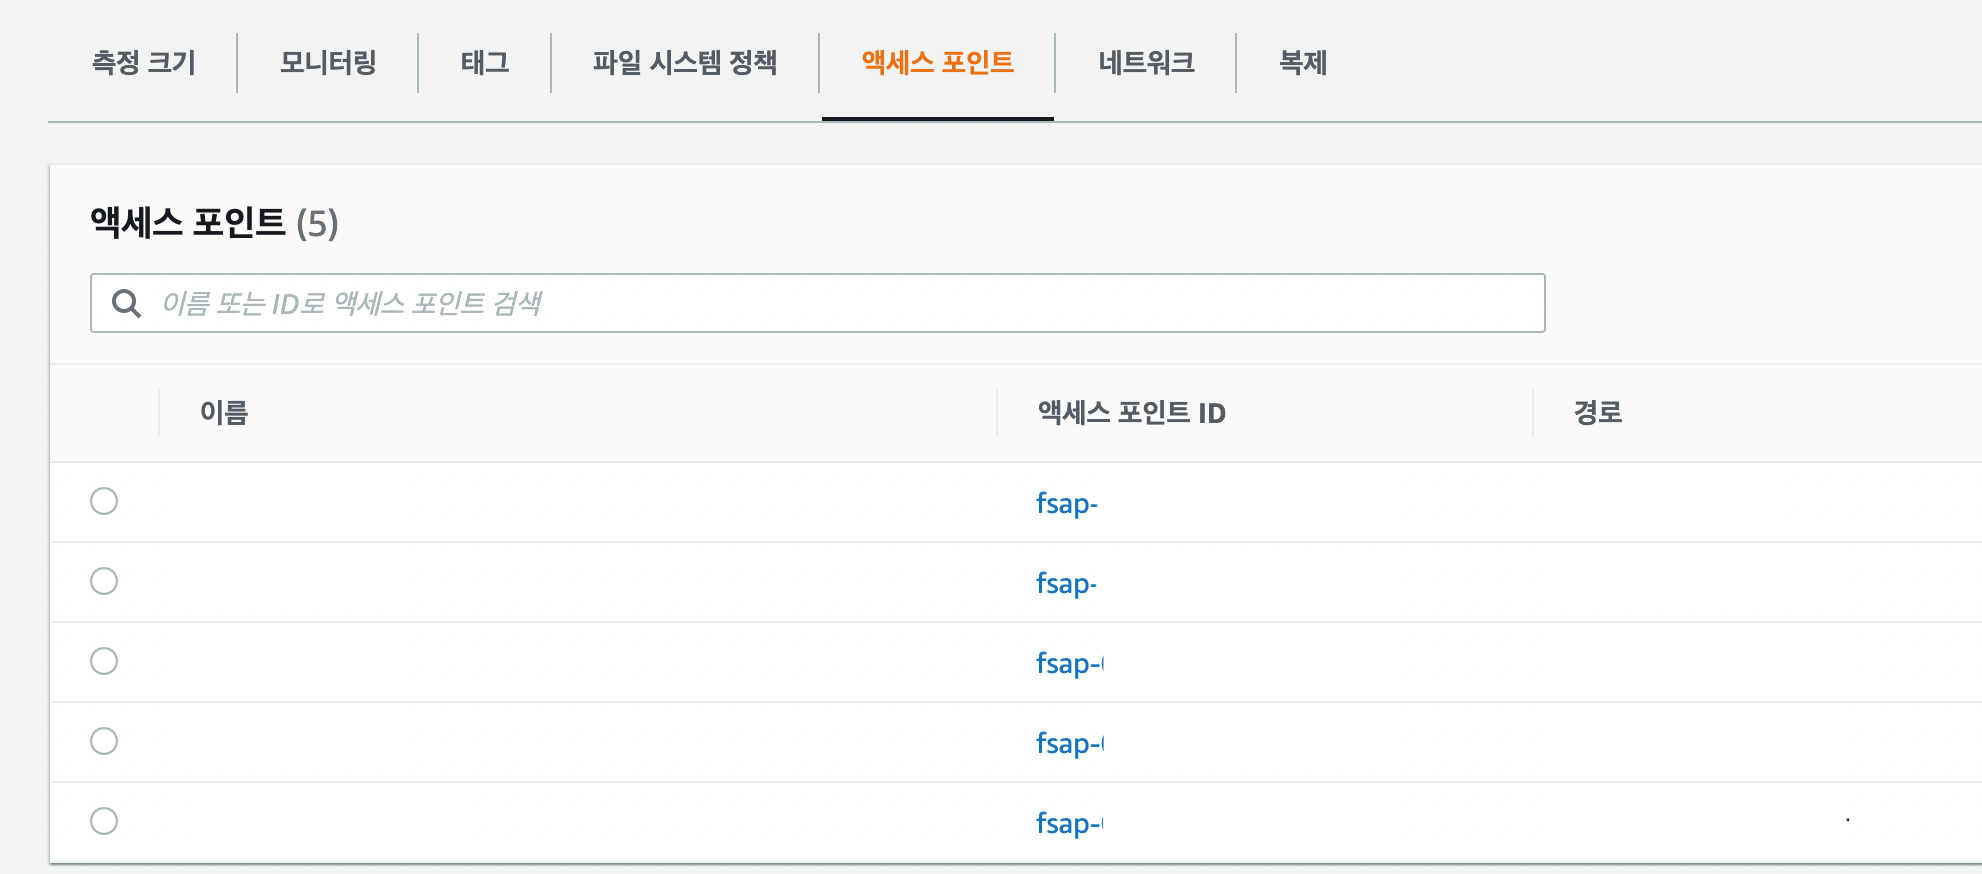 측정 크기 모니터링 태그 파일 시스템 정책 액세스 포인트 네트워크 복제
액세스 포인트 (5)
이름 또는 ID로 액세스 포인트 검색
이름 액세스 포인트 ID 경로
fsap-
fsap-
fsap-
fsap-
fsap-